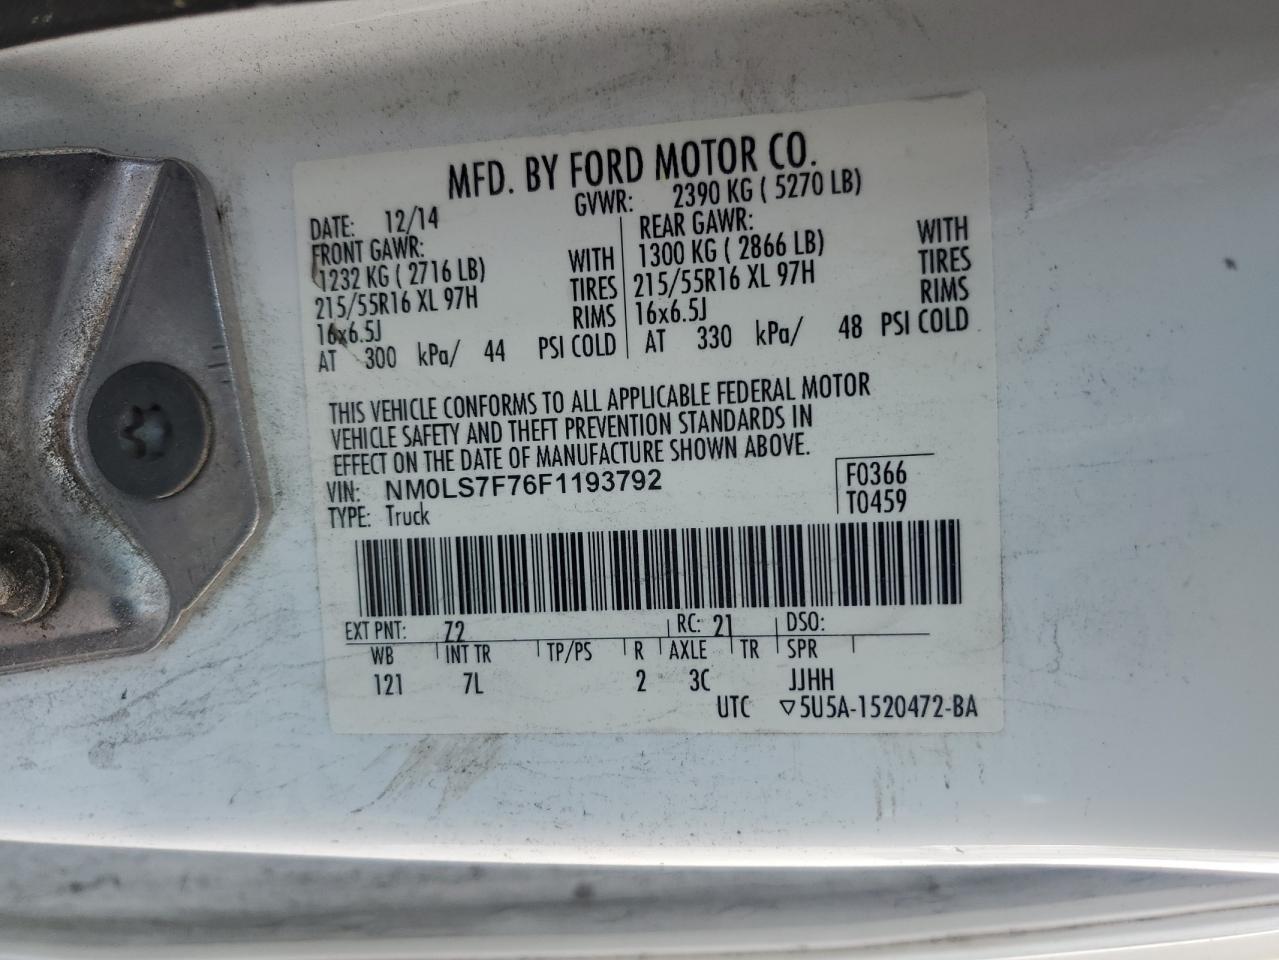 MFD. BY FORD MOTOR CO.
DATE: 12/14 GVWR: 2390 KG ( 5270 LB)
FRONT GAWR: REAR GAWR:
1232 KG ( 2716 LB) WITH 1300 KG ( 2866 LB) WITH
215/55R16 XL 97H TIRES 215/55R16 XL 97H TIRES
16x6.5J RIMS 16x6.5J RIMS
AT 300 kPa/ 44 PSI COLD AT 330 kPa/ 48 PSI COLD
THIS VEHICLE CONFORMS TO ALL APPLICABLE FEDERAL MOTOR
VEHICLE SAFETY AND THEFT PREVENTION STANDARDS IN
EFFECT ON THE DATE OF MANUFACTURE SHOWN ABOVE.
VIN: NM0LS7F76F1193792 F0366
TYPE: Truck T0459
EXT PNT: Z2 RC: 21 DSO:
WB INT TR TP/PS R AXLE TR SPR
121 7L 2 3C JJHH
UTC ▽5U5A-1520472-BA